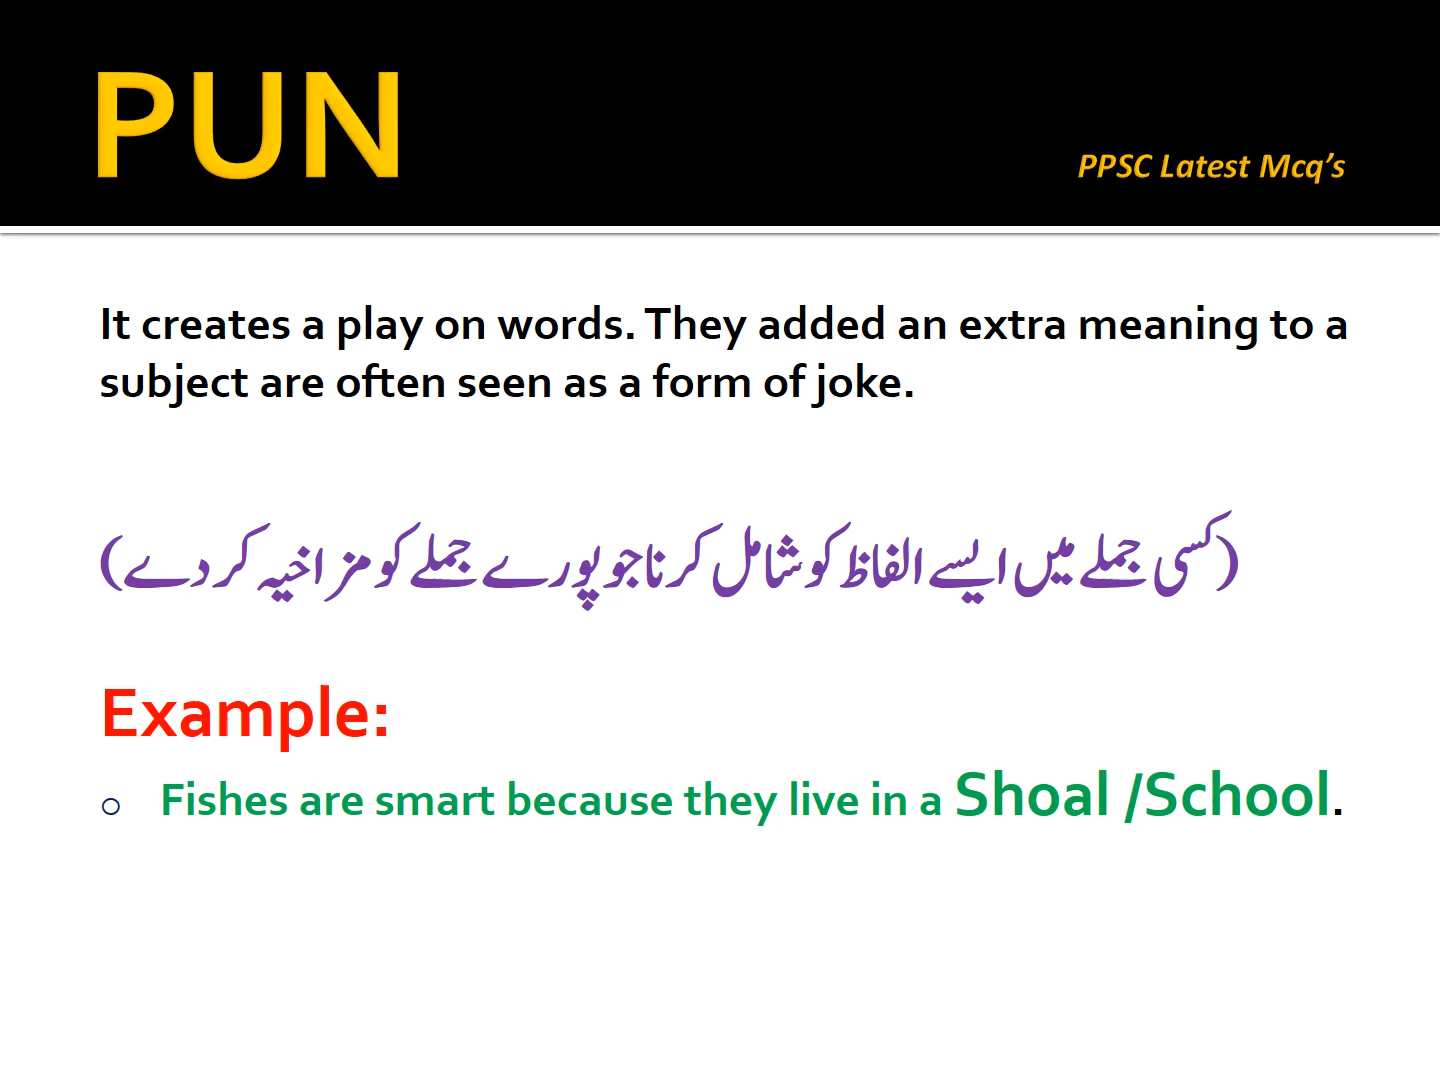 PUN
PPSC Latest Mcq’s
It creates a play on words. They added an extra meaning to a
subject are often seen as a form of joke.
(کسی جملے میں ایسے الفاظ کو شامل کرنا جو پورے جملے کو مزاخیہ کر دے)
Example:
o Fishes are smart because they live in a Shoal /School.